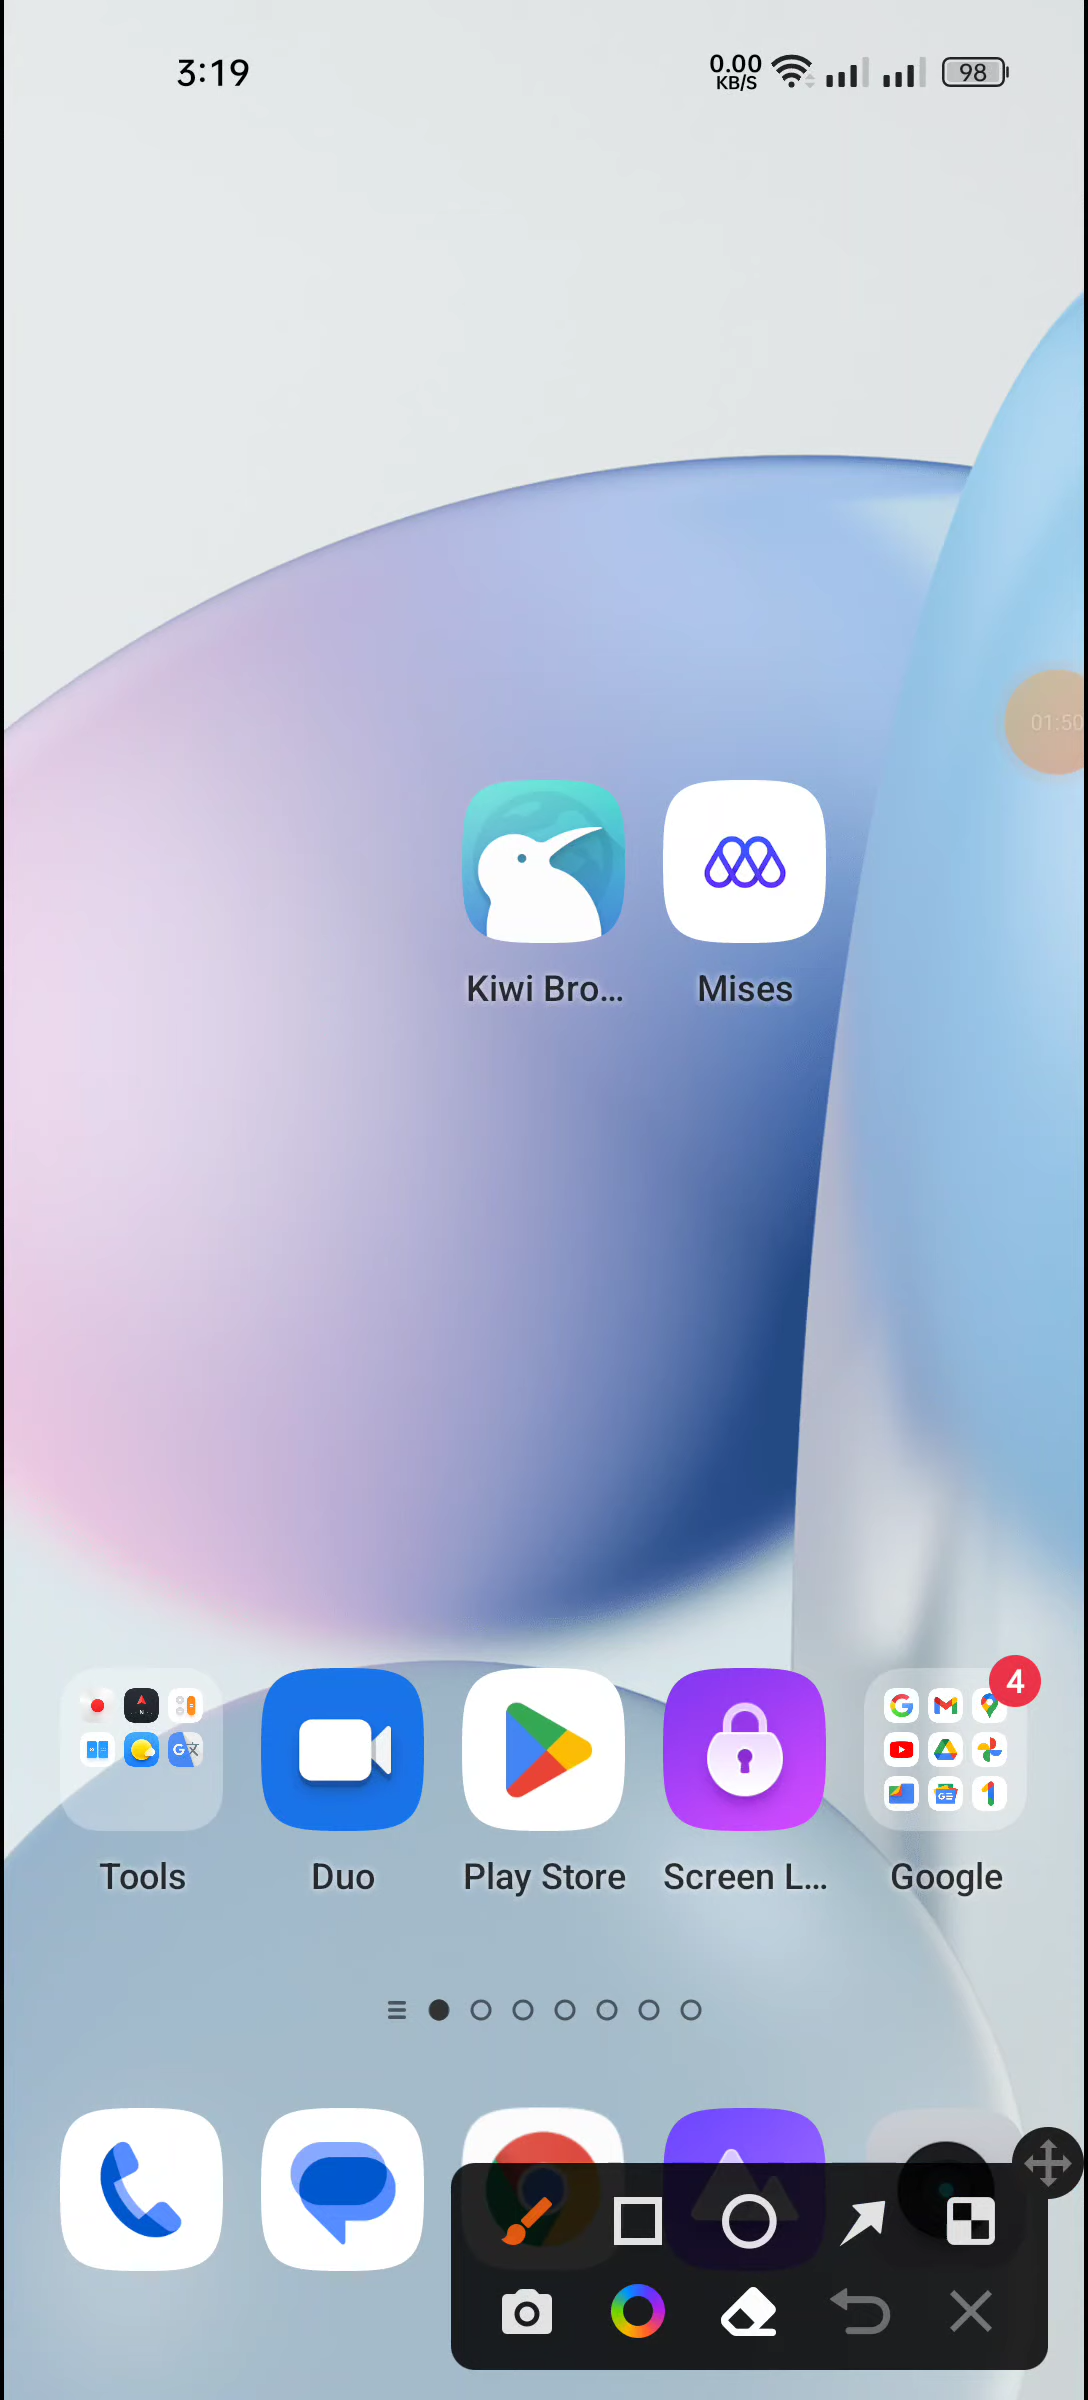 3:19
0.00
KB/S
98
01:50
Kiwi Bro...
Mises
4
Tools
Duo
Play Store
Screen L...
Google